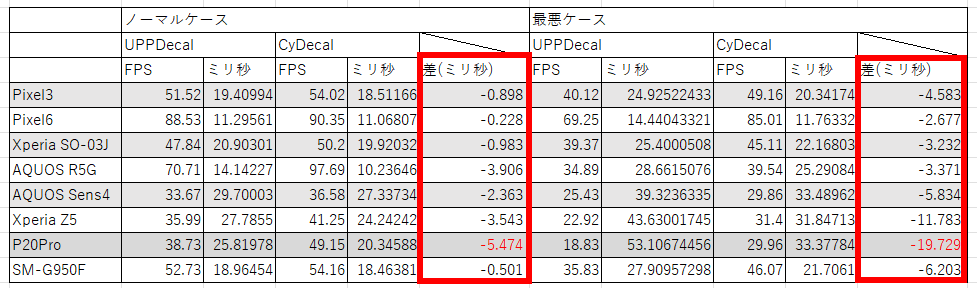 ノーマルケース 最悪ケース
UPPDecal CyDecal UPPDecal CyDecal
FPS ミリ秒 FPS ミリ秒 差(ミリ秒) FPS ミリ秒 FPS ミリ秒 差(ミリ秒)
Pixel3 51.52 19.40994 54.02 18.51166 -0.898 40.12 24.92522433 49.16 20.34174 -4.583
Pixel6 88.53 11.29561 90.35 11.06807 -0.228 69.25 14.44043321 85.01 11.76332 -2.677
Xperia SO-03J 47.84 20.90301 50.2 19.92032 -0.983 39.37 25.4000508 45.11 22.16803 -3.232
AQUOS R5G 70.71 14.14227 97.69 10.23646 -3.906 34.89 28.6615076 39.54 25.29084 -3.371
AQUOS Sens4 33.67 29.70003 36.58 27.33734 -2.363 25.43 39.3236335 29.86 33.48962 -5.834
Xperia Z5 35.99 27.7855 41.25 24.24242 -3.543 22.92 43.63001745 31.4 31.84713 -11.783
P20Pro 38.73 25.81978 49.15 20.34588 -5.474 18.83 53.10674456 29.96 33.37784 -19.729
SM-G950F 52.73 18.96454 54.16 18.46381 -0.501 35.83 27.90957298 46.07 21.7061 -6.203